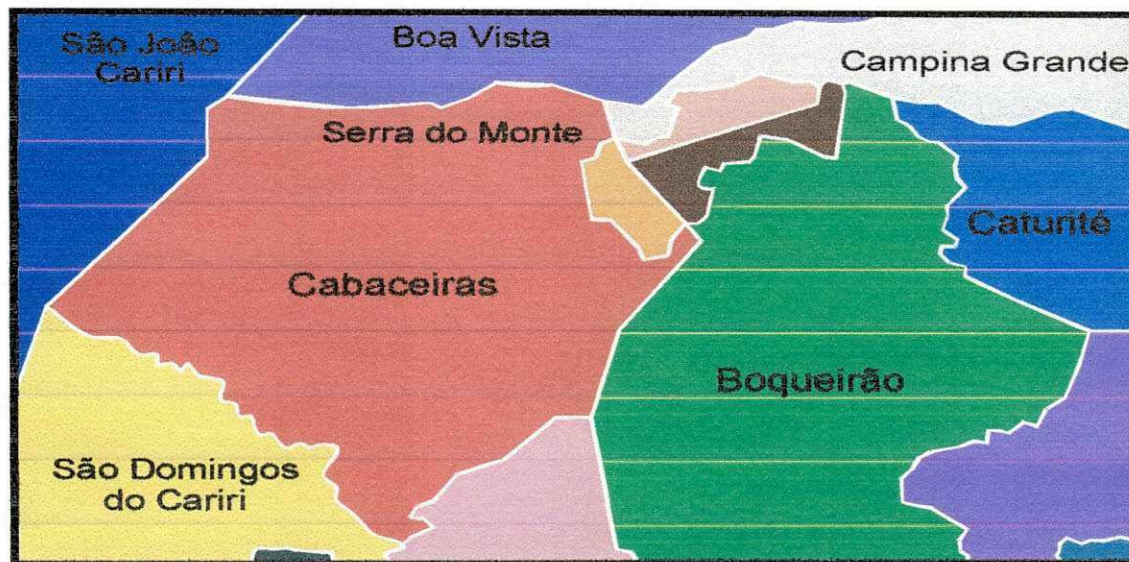 São João
Cariri
Boa Vista
Campina Grande
Serra do Monte
Caturité
Cabaceiras
Boqueirão
São Domingos
do Cariri